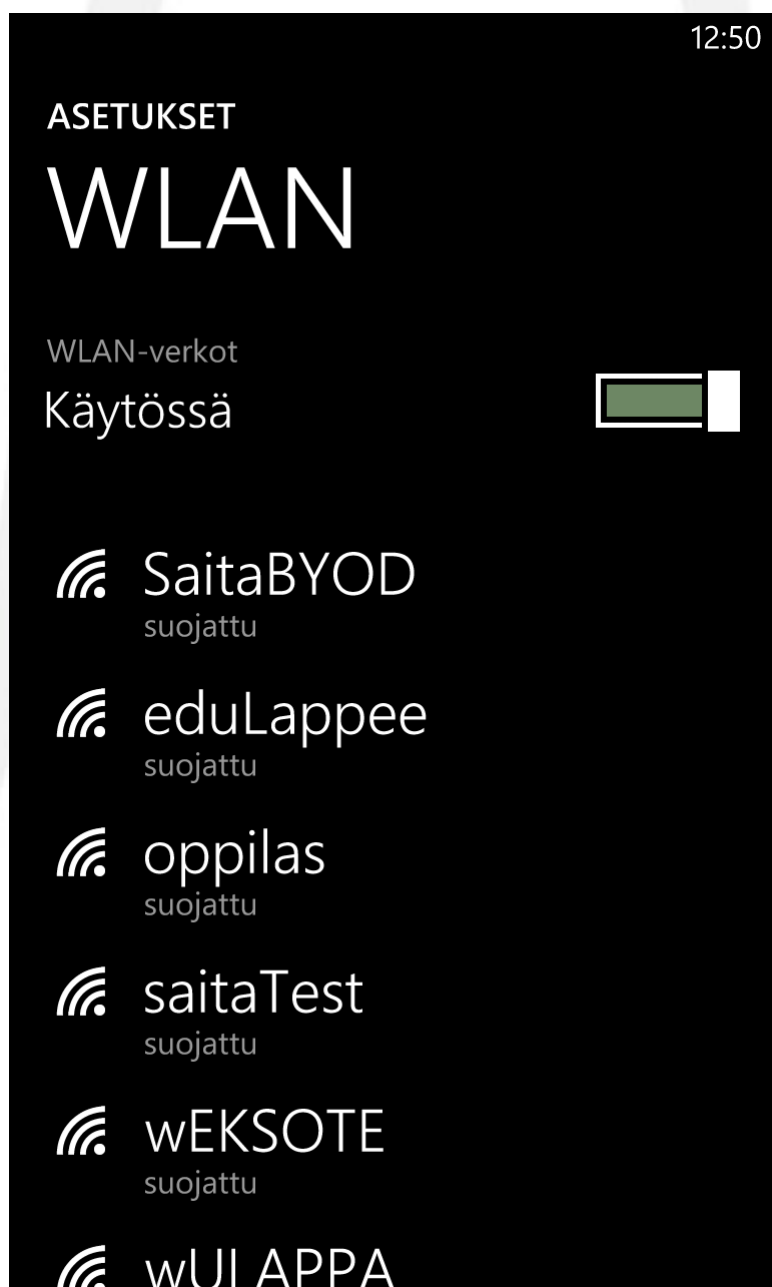 12:50
ASETUKSET
WLAN
WLAN-verkot
Käytössä
SaitaBYOD
suojattu
eduLappee
suojattu
oppilas
suojattu
saitaTest
suojattu
wEKSOTE
suojattu
wULAPPA